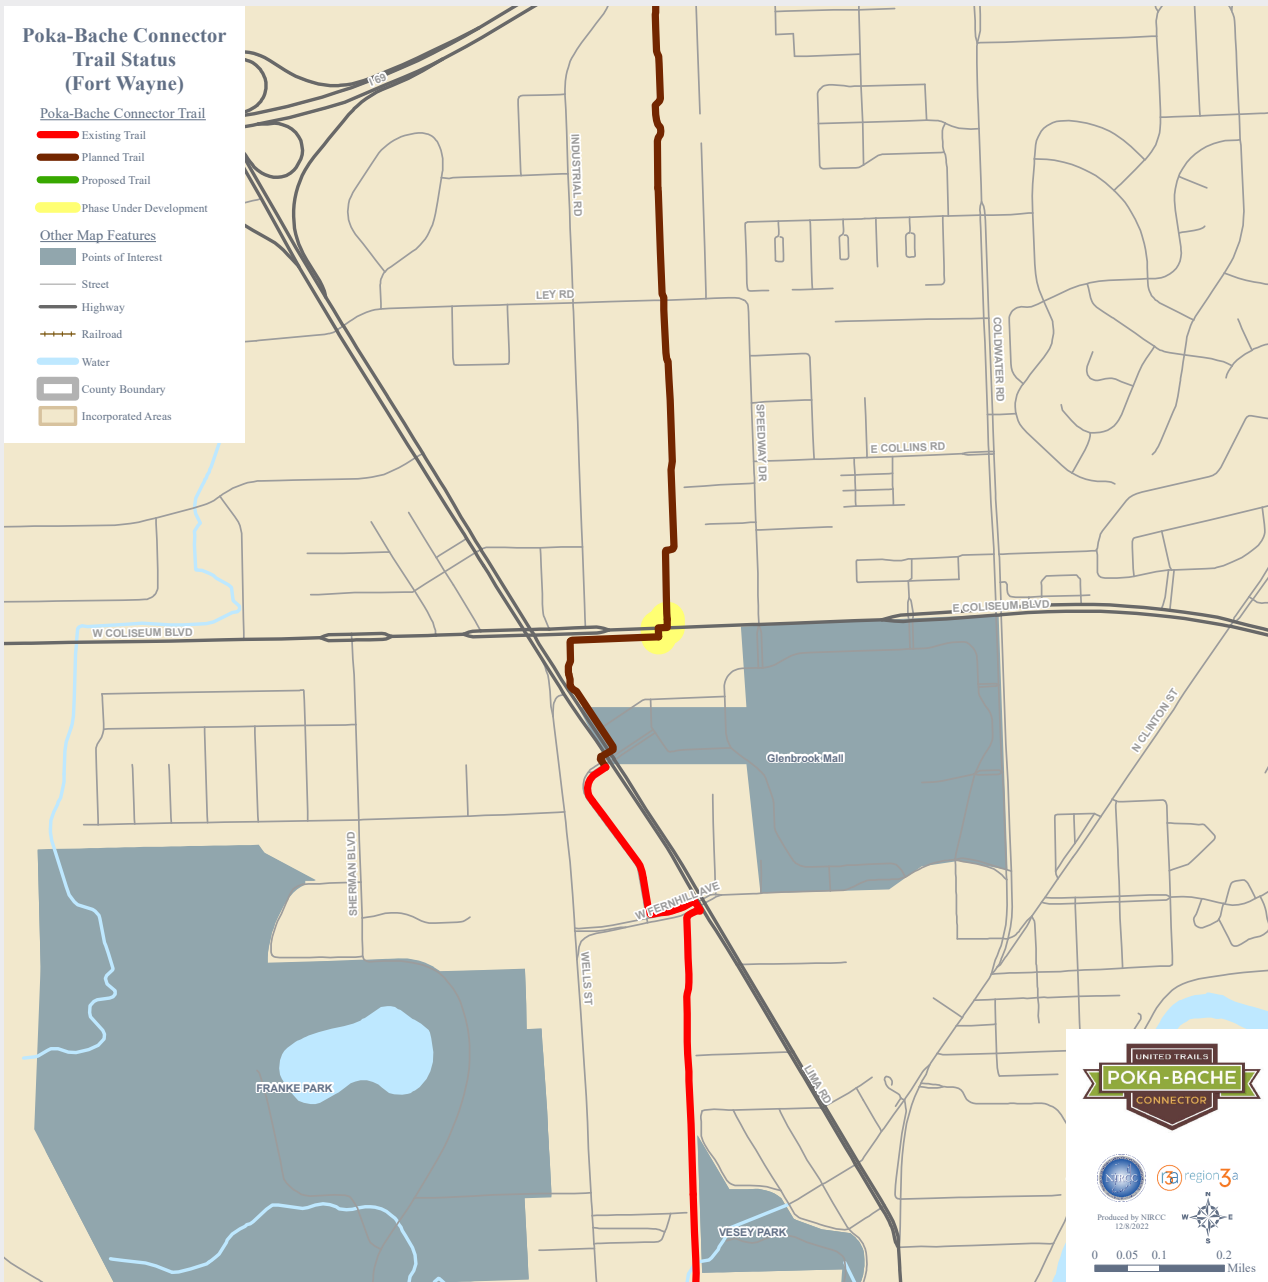 Poka-Bache Connector
Trail Status
(Fort Wayne)
Poka-Bache Connector Trail
Existing Trail
Planned Trail
Proposed Trail
Phase Under Development
Other Map Features
Points of Interest
Street
Highway
Railroad
Water
County Boundary
Incorporated Areas
I 69
INDUSTRIAL RD
LEY RD
COLDWATER RD
SPEEDWAY DR
E COLLINS RD
W COLISEUM BLVD
E COLISEUM BLVD
N CLINTON ST
Glenbrook Mall
SHERMAN BLVD
W FERNHILL AVE
WELLS ST
LIMA RD
FRANKE PARK
VESEY PARK
UNITED TRAILS
POKA-BACHE
CONNECTOR
NIRCC
3a region3a
Produced by NIRCC
12/8/2022
N
W E
S
0 0.05 0.1 0.2
Miles